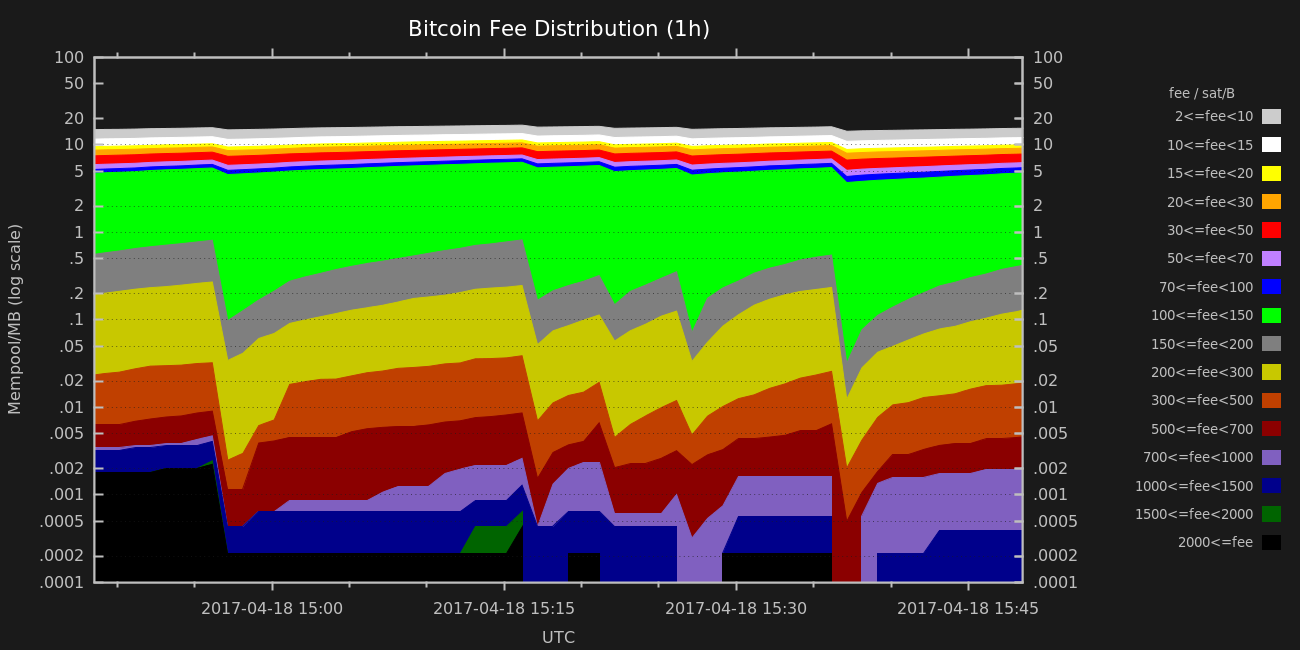 Bitcoin Fee Distribution (1h)
100 100
50 50
20 20
10 10
5 5
2 2
1 1
.5 .5
.2 .2
.1 .1
.05 .05
.02 .02
.01 .01
.005 .005
.002 .002
.001 .001
.0005 .0005
.0002 .0002
.0001 .0001
Mempool/MB (log scale)
2017-04-18 15:00 2017-04-18 15:15 2017-04-18 15:30 2017-04-18 15:45
UTC
fee / sat/B
2<=fee<10
10<=fee<15
15<=fee<20
20<=fee<30
30<=fee<50
50<=fee<70
70<=fee<100
100<=fee<150
150<=fee<200
200<=fee<300
300<=fee<500
500<=fee<700
700<=fee<1000
1000<=fee<1500
1500<=fee<2000
2000<=fee